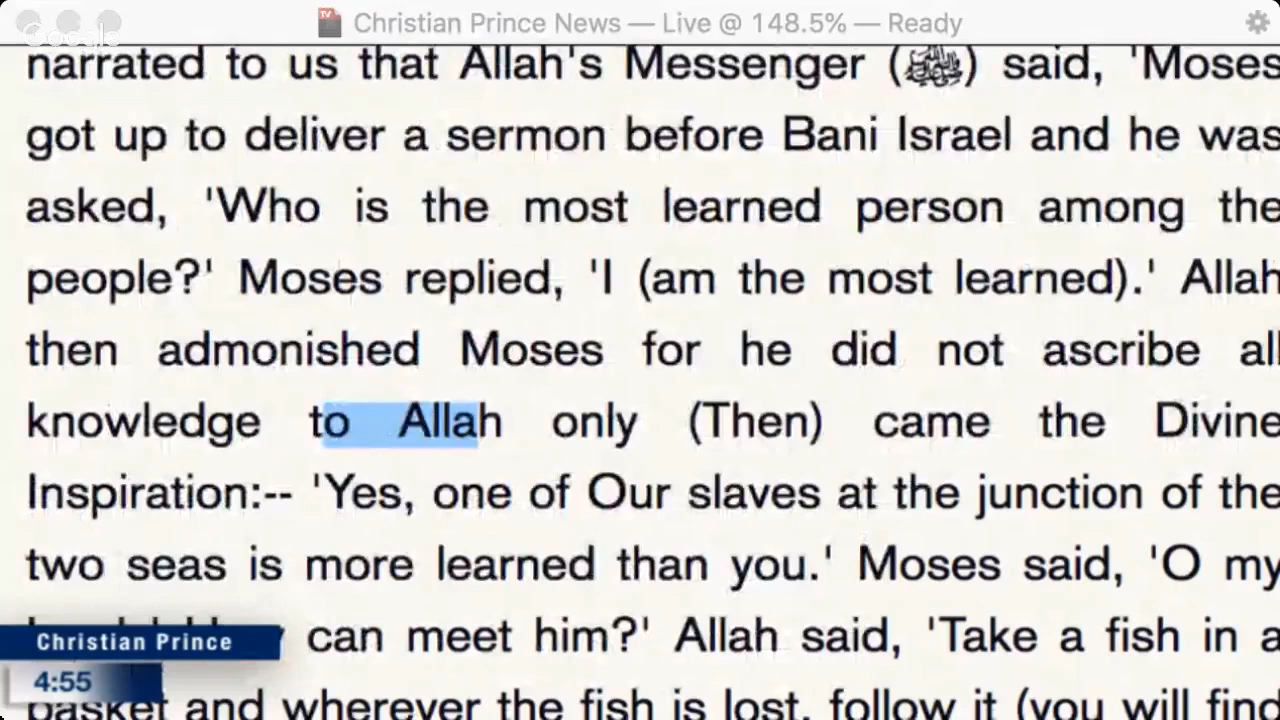 Christian Prince News — Live @ 148.5% — Ready
Google
narrated to us that Allah's Messenger (ﷺ) said, 'Moses
got up to deliver a sermon before Bani Israel and he was
asked, 'Who is the most learned person among the
people?' Moses replied, 'I (am the most learned).' Allah
then admonished Moses for he did not ascribe all
knowledge to Allah only (Then) came the Divine
Inspiration:-- 'Yes, one of Our slaves at the junction of the
two seas is more learned than you.' Moses said, 'O my
can meet him?' Allah said, 'Take a fish in a
basket and wherever the fish is lost, follow it (you will find
Christian Prince
4:55